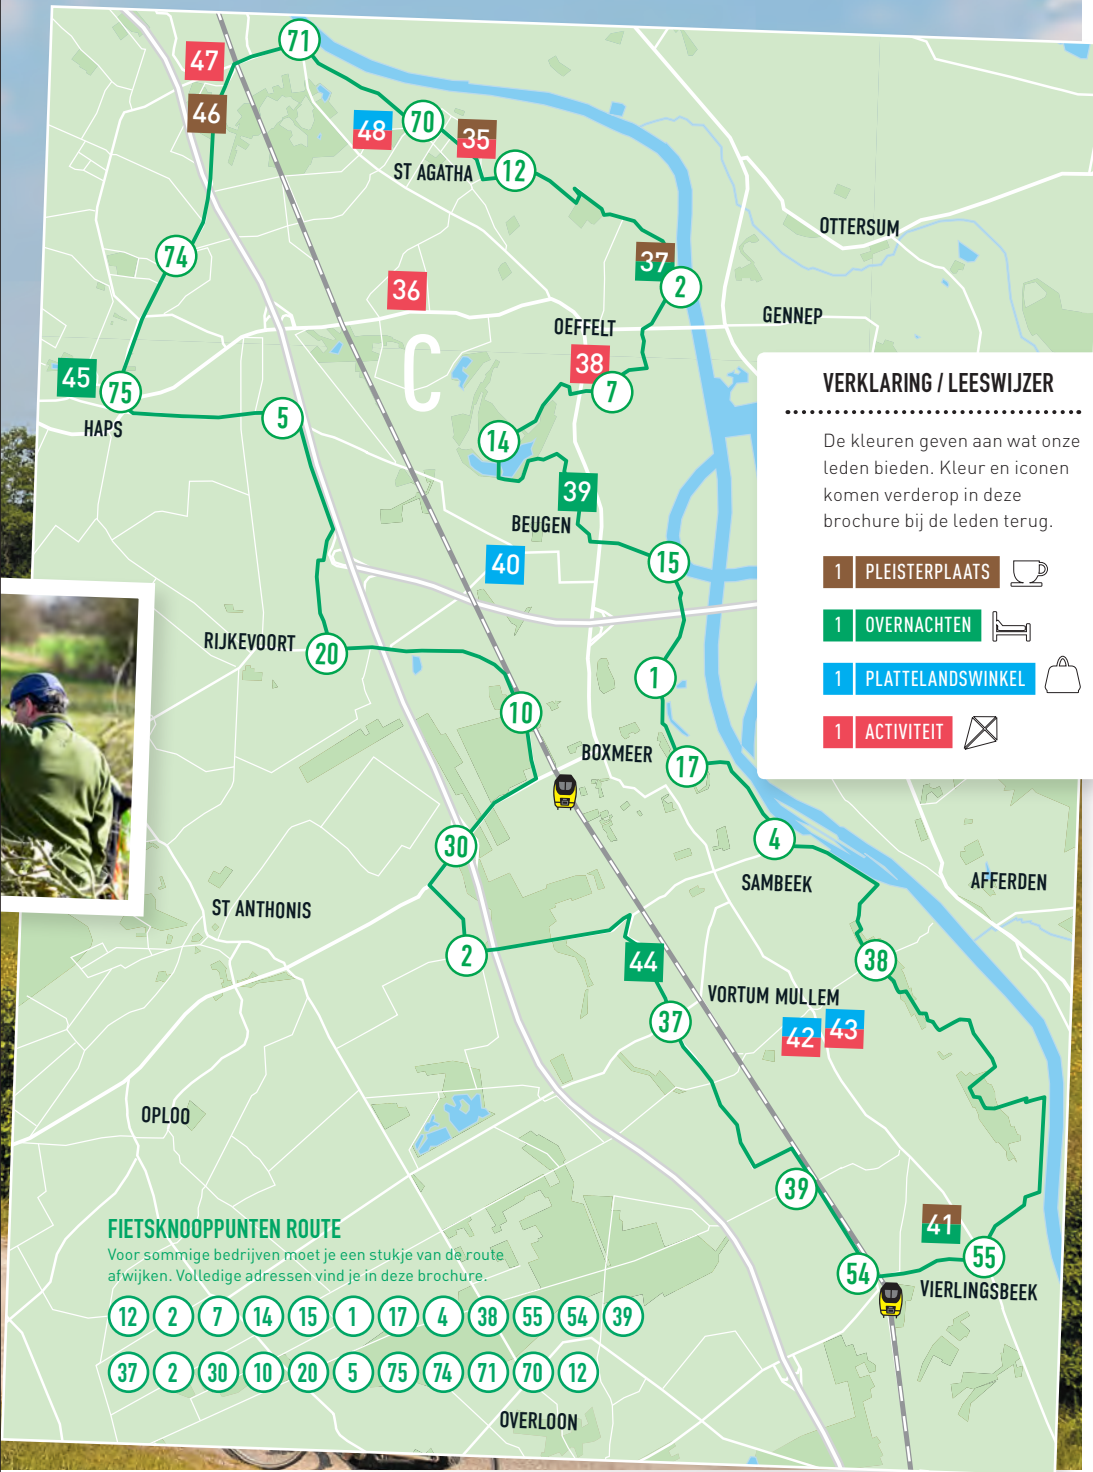 71
47
46
48
70
35
ST AGATHA
12
OTTERSUM
74
37
2
36
GENNEP
OEFFELT
C
38
7
45
75
5
HAPS
14
39
BEUGEN
15
40
RIJKEVOORT
20
1
10
BOXMEER
17
30
4
SAMBEEK
AFFERDEN
ST ANTHONIS
2
44
38
VORTUM MULLEM
37
42
43
OPLOO
39
41
55
54
VIERLINGSBEEK
OVERLOON
VERKLARING / LEESWIJZER
De kleuren geven aan wat onze
leden bieden. Kleur en iconen
komen verderop in deze
brochure bij de leden terug.
1 PLEISTERPLAATS
1 OVERNACHTEN
1 PLATTELANDSWINKEL
1 ACTIVITEIT
FIETSKNOOPPUNTEN ROUTE
Voor sommige bedrijven moet je een stukje van de route
afwijken. Volledige adressen vind je in deze brochure.
12 2 7 14 15 1 17 4 38 55 54 39
37 2 30 10 20 5 75 74 71 70 12